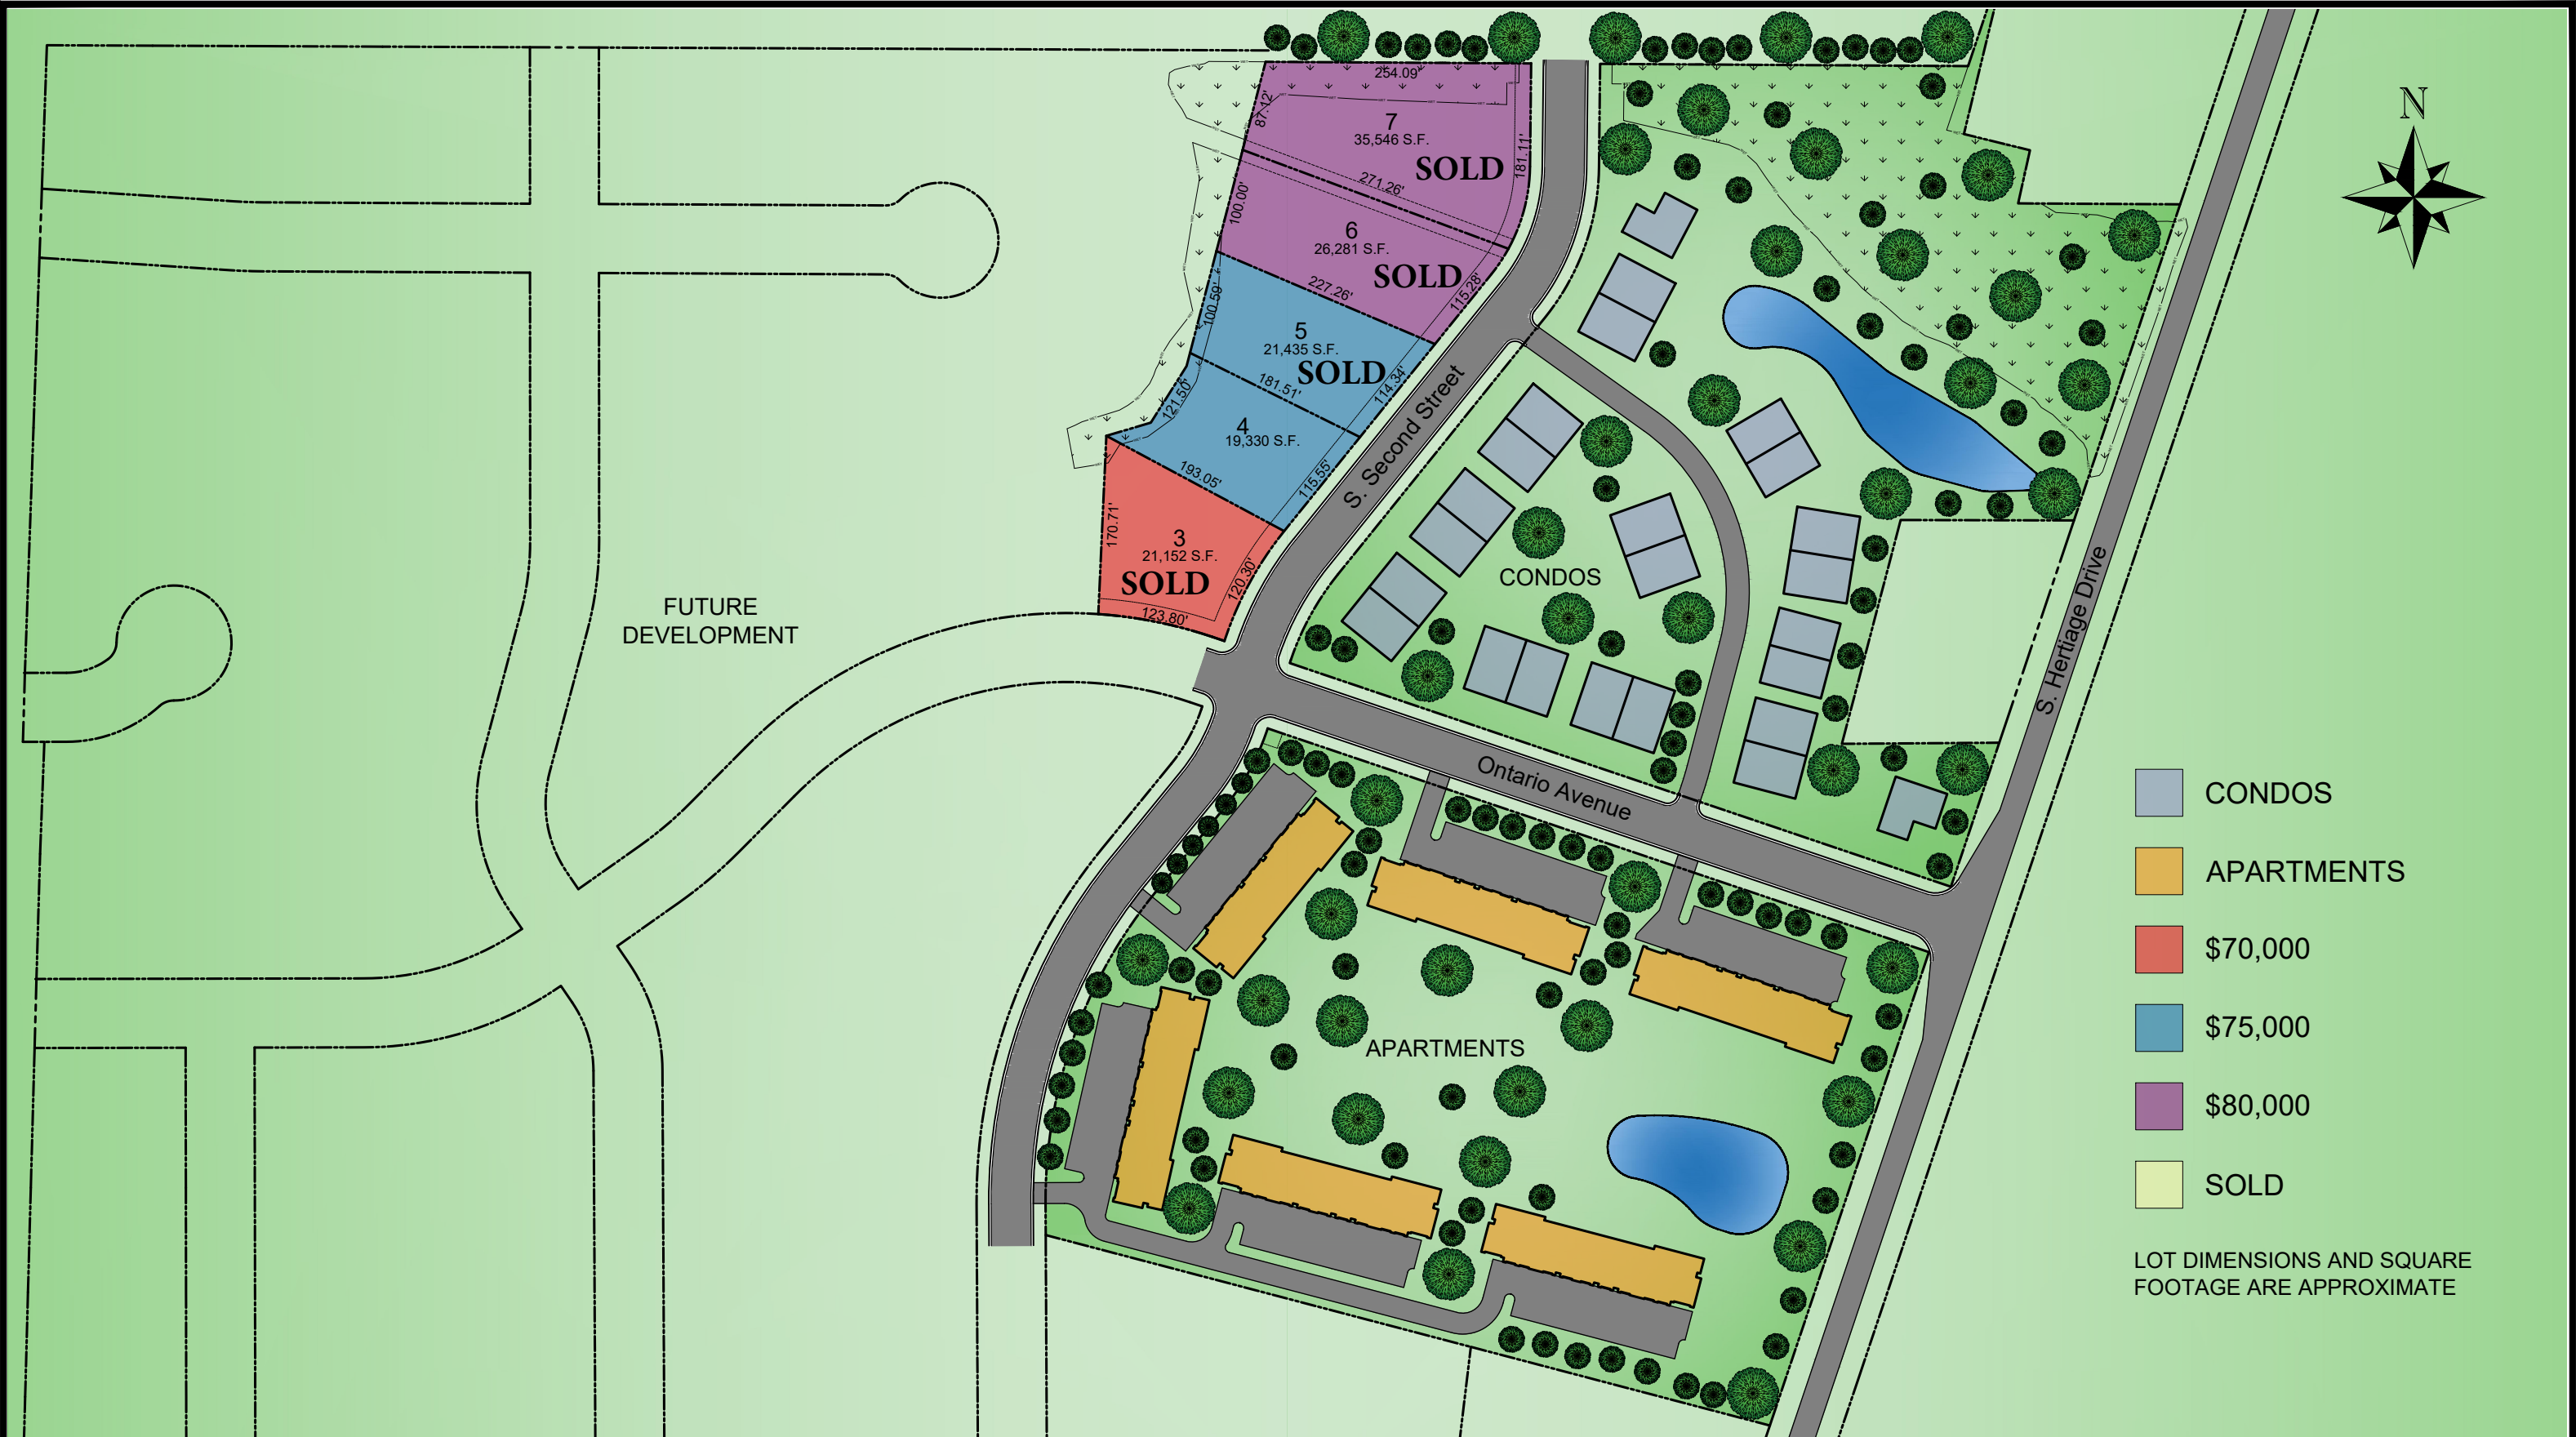 N
254.09'
87.12'
7
35,546 S.F.
SOLD
181.11'
271.26'
100.00'
6
26,281 S.F.
SOLD
227.26'
115.28'
100.59'
5
21,435 S.F.
SOLD
181.51'
114.34'
121.50'
4
19,330 S.F.
193.05'
115.55'
S. Second Street
170.71'
3
21,152 S.F.
SOLD
120.30'
123.80'
CONDOS
FUTURE
DEVELOPMENT
S. Hertiage Drive
Ontario Avenue
APARTMENTS
CONDOS
APARTMENTS
$70,000
$75,000
$80,000
SOLD
LOT DIMENSIONS AND SQUARE
FOOTAGE ARE APPROXIMATE